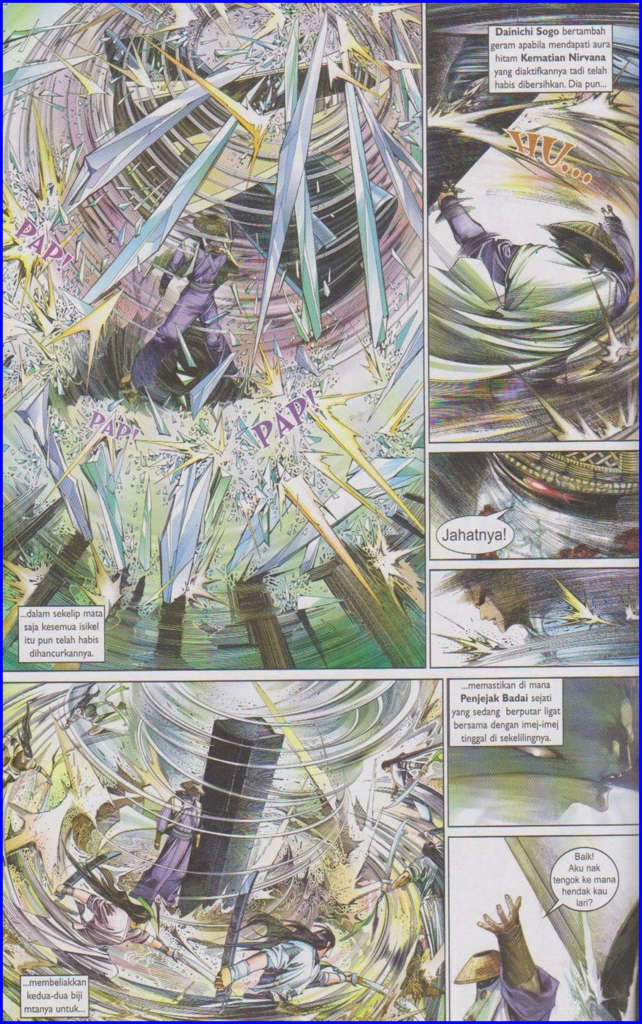 PAP!
PAP!
PAP!
...dalam sekelip mata
saja kesemua isikel
itu pun telah habis
dihancurkannya.
Dainichi Sogo bertambah
geram apabila mendapati aura
hitam Kematian Nirvana
yang diaktifkannya tadi telah
habis dibersihkan. Dia pun...
YIU...
Jahatnya!
...membeliakkan
kedua-dua biji
mtanya untuk...
...memastikan di mana
Penjejak Badai sejati
yang sedang berputar ligat
bersama dengan imej-imej
tinggal di sekelilingnya.
Baik!
Aku nak
tengok ke mana
hendak kau
lari?